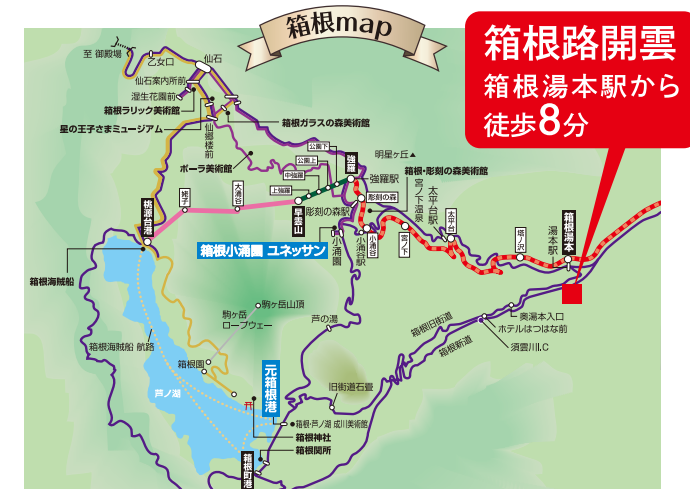 箱根map
箱根路開雲
箱根湯本駅から
徒歩8分
至 御殿場
乙女口
仙石
仙石案内所前
湿生花園前
箱根ラリック美術館
星の王子さまミュージアム
仙郷楼前
箱根ガラスの森美術館
ポーラ美術館
公園下
公園上
中強羅
上強羅
強羅
強羅駅
明星ヶ丘▲
箱根・彫刻の森美術館
彫刻の森
彫刻の森駅
早雲山
大涌谷
姥子
桃源台港
小涌園
小涌谷駅
小涌谷
宮ノ下温泉
宮ノ下
太平台駅
太平台
塔ノ沢
湯本駅
箱根湯本
箱根小涌園 ユネッサン
箱根海賊船
駒ヶ岳山頂
駒ヶ岳
ロープウェー
芦の湯
箱根海賊船 航路
箱根園
芦ノ湖
元箱根港
旧街道石畳
箱根旧街道
箱根新道
奥湯本入口
ホテルはつはな前
須雲川I.C
箱根・芦ノ湖 成川美術館
箱根神社
箱根関所
箱根町港